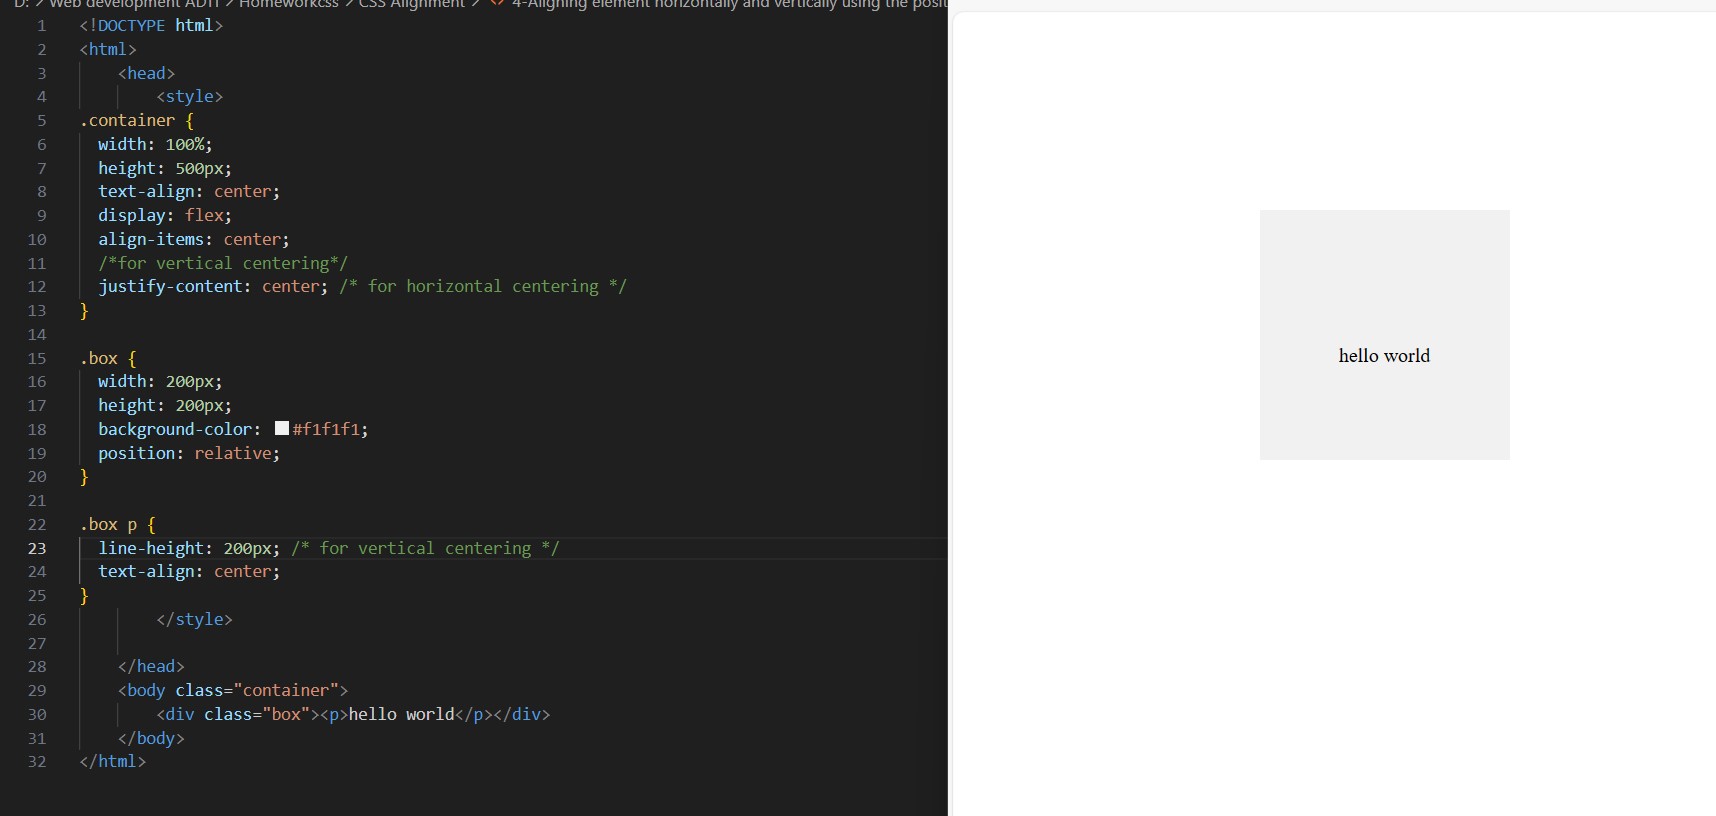 D: > Web development ADTI > Homeworkcss > CSS Alignment > <> 4-Aligning element horizontally and vertically using the posit
1 <!DOCTYPE html>
2 <html>
3 <head>
4 <style>
5 .container {
6 width: 100%;
7 height: 500px;
8 text-align: center;
9 display: flex;
10 align-items: center;
11 /*for vertical centering*/
12 justify-content: center; /* for horizontal centering */
13 }
14
15 .box {
16 width: 200px;
17 height: 200px;
18 background-color: #f1f1f1;
19 position: relative;
20 }
21
22 .box p {
23 line-height: 200px; /* for vertical centering */
24 text-align: center;
25 }
26 </style>
27
28 </head>
29 <body class="container">
30 <div class="box"><p>hello world</p></div>
31 </body>
32 </html>
hello world